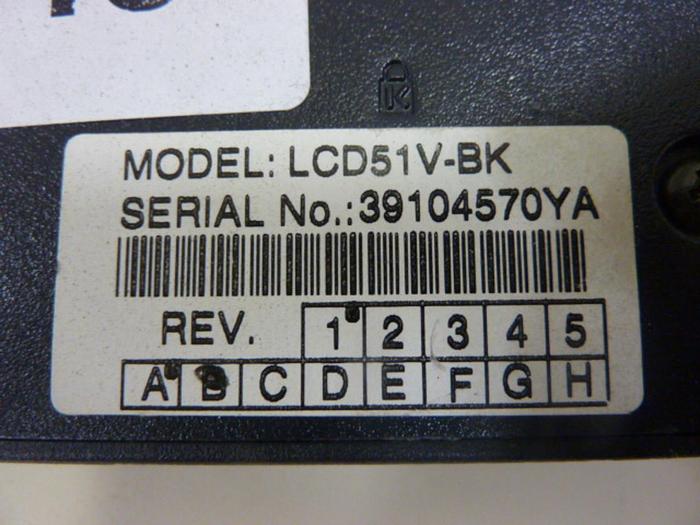 K
MODEL: LCD51V-BK
SERIAL No.:39104570YA
REV. 1 2 3 4 5
A B C D E F G H